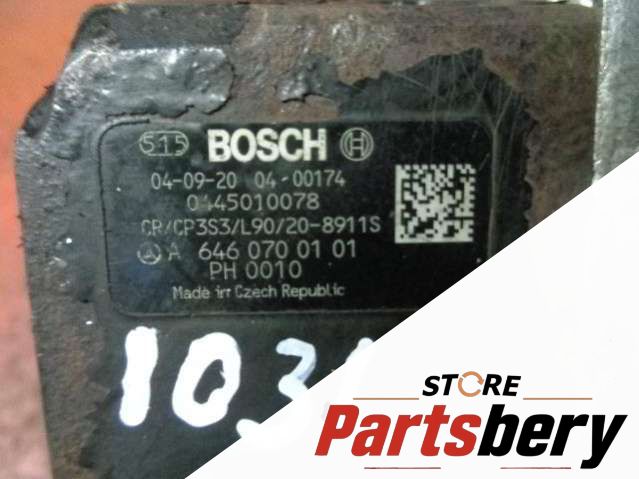 515 BOSCH
04-09-20 04-00174
0445010078
CR/CP3S3/L90/20-8911S
A 646 070 01 01
PH 0010
Made in Czech Republic
103
STORE
Partsbery